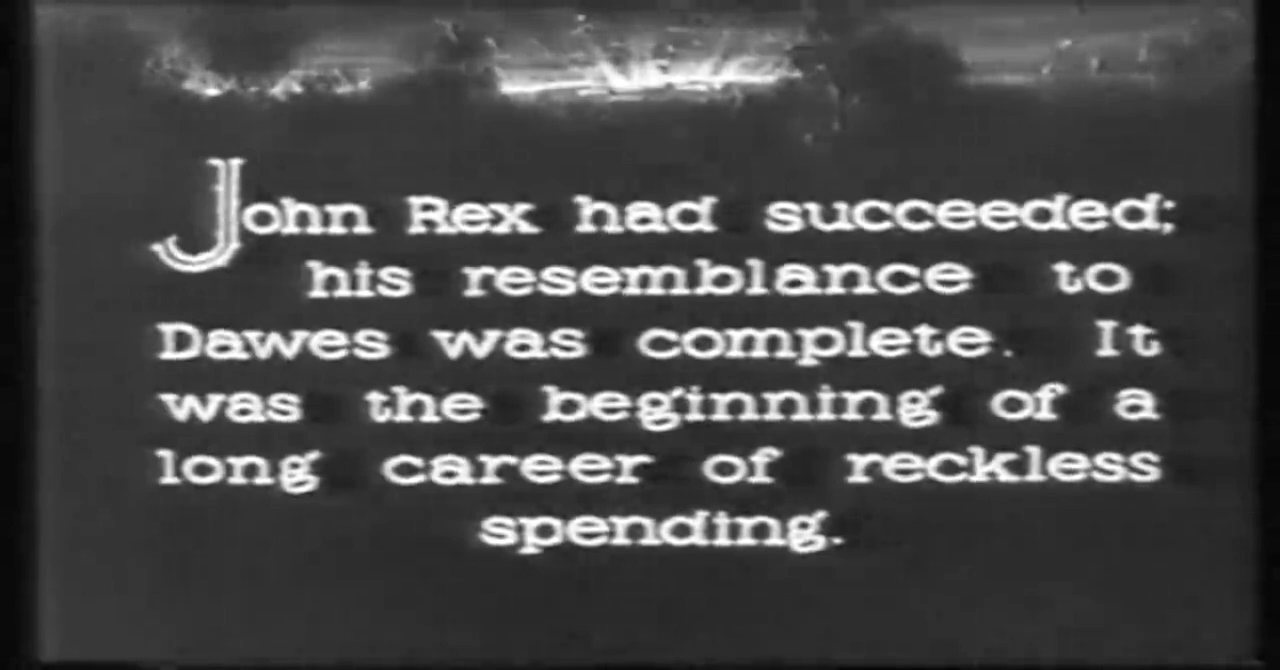 John Rex had succeeded;
his resemblance to
Dawes was complete. It
was the beginning of a
long career of reckless
spending.